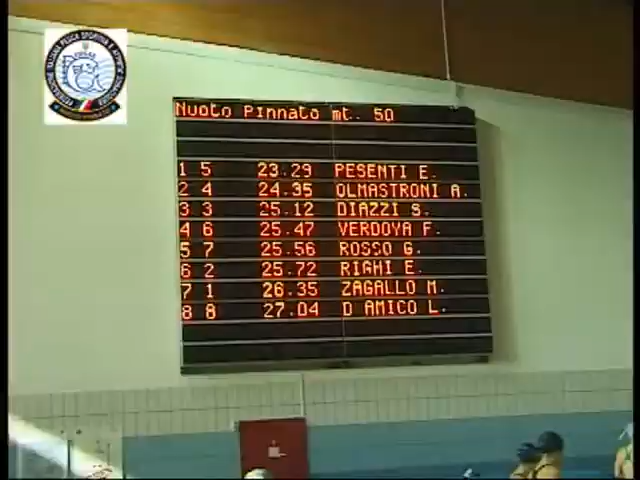 Nuoto Pinnato mt. 50
1 5 23.29 PESENTI E.
2 4 24.35 OLMASTRONI A.
3 3 25.12 DIAZZI S.
4 6 25.47 VERDOYA F.
5 7 25.56 ROSSO G.
6 2 25.72 RIGHI E.
7 1 26.35 ZAGALLO M.
8 8 27.04 D AMICO L.